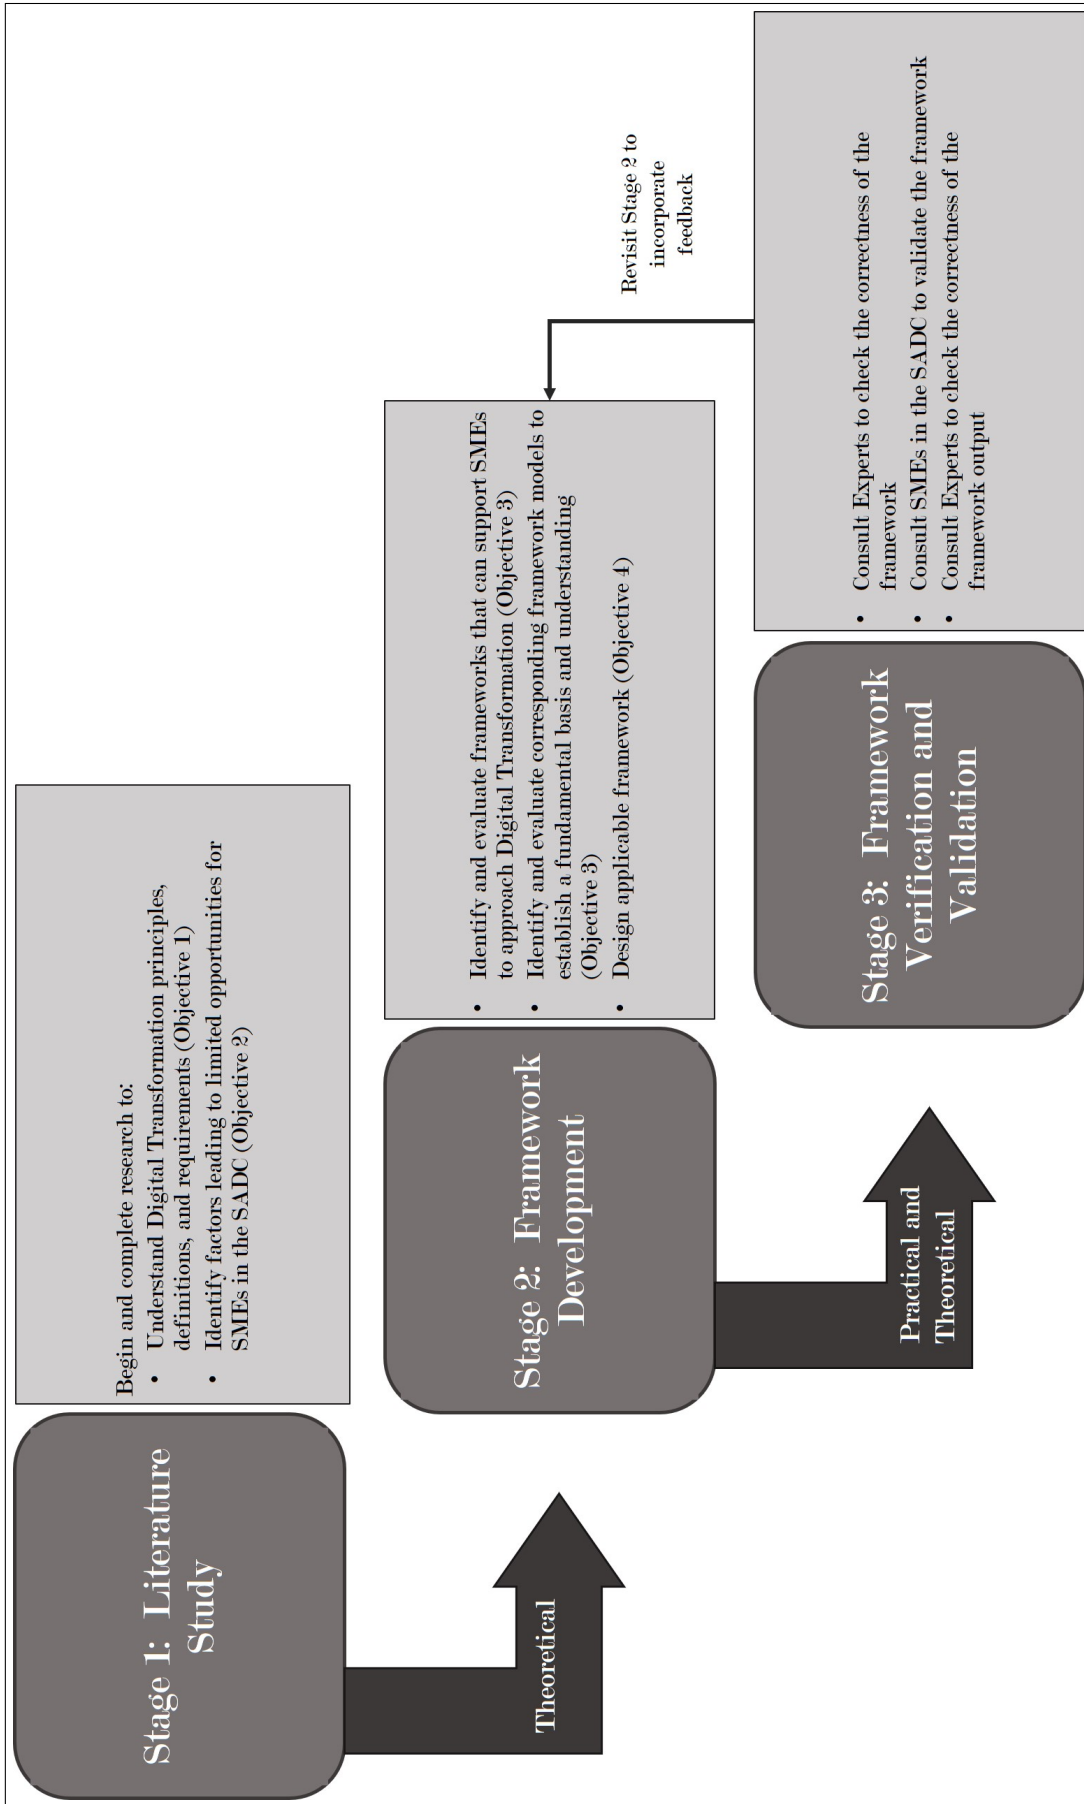 Stage 1: Literature
Study
Begin and complete research to:
• Understand Digital Transformation principles,
definitions, and requirements (Objective 1)
• Identify factors leading to limited opportunities for
SMEs in the SADC (Objective 2)
Theoretical
Stage 2: Framework
Development
• Identify and evaluate frameworks that can support SMEs
to approach Digital Transformation (Objective 3)
• Identify and evaluate corresponding framework models to
establish a fundamental basis and understanding
(Objective 3)
• Design applicable framework (Objective 4)
Revisit Stage 2 to
incorporate
feedback
Practical and
Theoretical
Stage 3: Framework
Verification and
Validation
• Consult Experts to check the correctness of the
framework
• Consult SMEs in the SADC to validate the framework
• Consult Experts to check the correctness of the
framework output